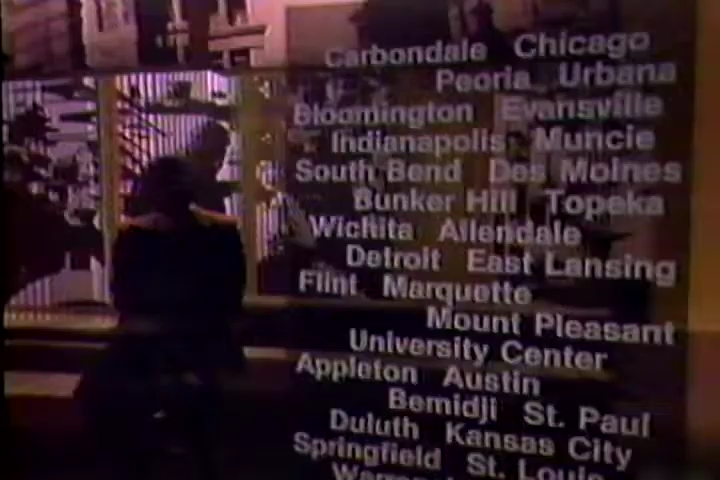 Carbondale Chicago
Peoria Urbana
Bloomington Evansville
Indianapolis Muncie
South Bend Des Moines
Bunker Hill Topeka
Wichita Allendale
Detroit East Lansing
Flint Marquette
Mount Pleasant
University Center
Appleton Austin
Bemidji St. Paul
Duluth Kansas City
Springfield St. Louis